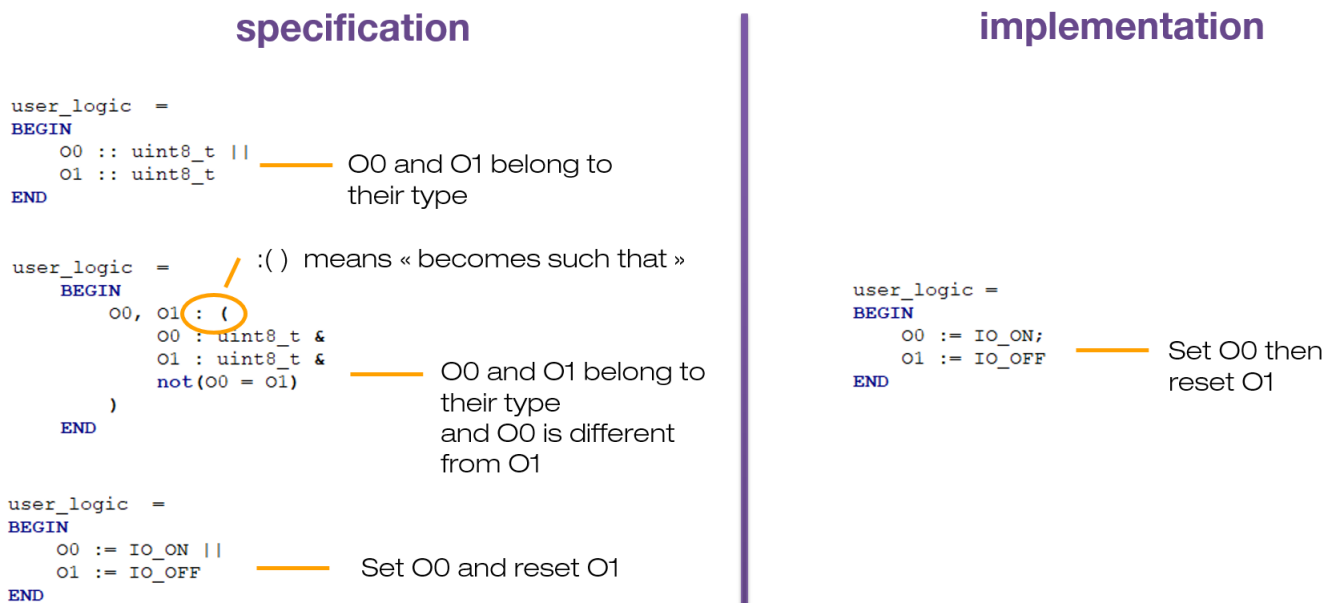 specification
user_logic =
BEGIN
O0 :: uint8_t ||
O1 :: uint8_t
END
O0 and O1 belong to
their type
:( ) means « becomes such that »
user_logic =
BEGIN
O0, O1 : (
O0 : uint8_t &
O1 : uint8_t &
not(O0 = O1)
)
END
O0 and O1 belong to
their type
and O0 is different
from O1
user_logic =
BEGIN
O0 := IO_ON ||
O1 := IO_OFF
END
Set O0 and reset O1
implementation
user_logic =
BEGIN
O0 := IO_ON;
O1 := IO_OFF
END
Set O0 then
reset O1